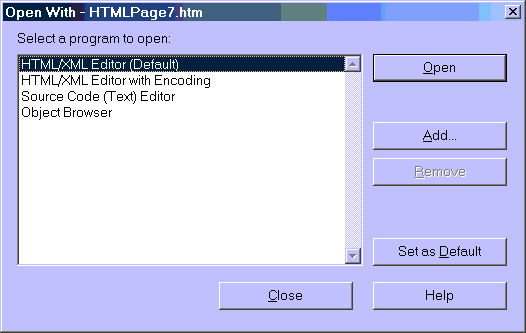 Open With - HTMLPage7.htm
Select a program to open:
HTML/XML Editor (Default)
HTML/XML Editor with Encoding
Source Code (Text) Editor
Object Browser
Open
Add...
Remove
Set as Default
Close
Help